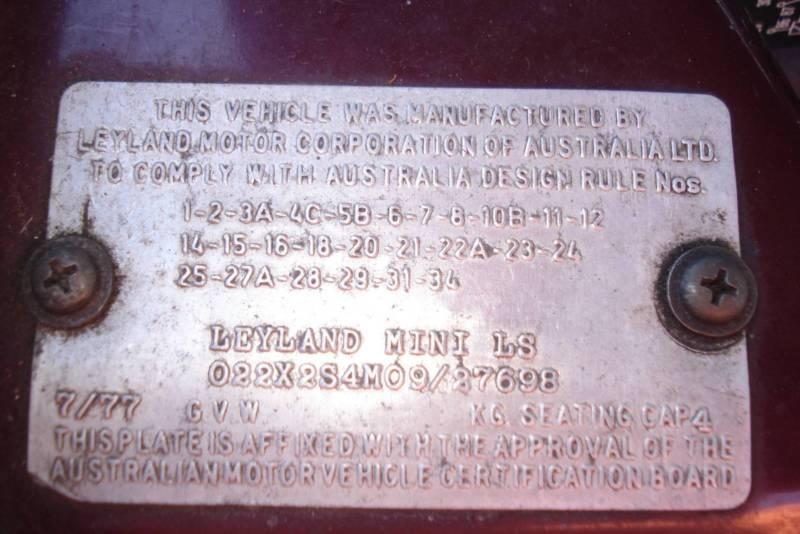 THIS VEHICLE WAS MANUFACTURED BY
LEYLAND MOTOR CORPORATION OF AUSTRALIA LTD.
TO COMPLY WITH AUSTRALIA DESIGN RULE Nos.
1-2-3A-4C-5B-6-7-8-10B-11-12
14-15-16-18-20-21-22A-23-24
25-27A-28-29-31-34
LEYLAND MINI LS
022X2S4M09/27698
7/77 G V W KG. SEATING CAP 4
THIS PLATE IS AFFIXED WITH THE APPROVAL OF THE
AUSTRALIAN MOTOR VEHICLE CERTIFICATION BOARD